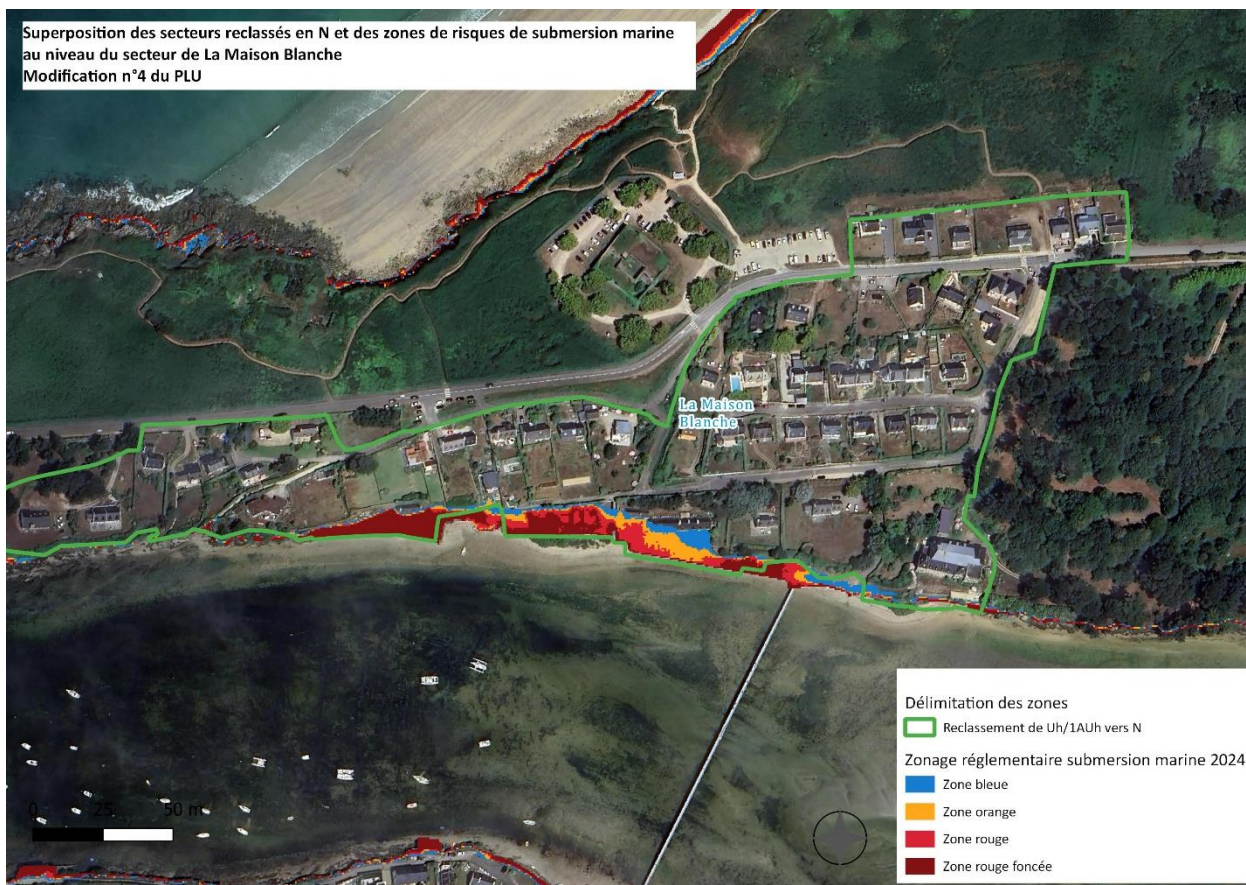 Superposition des secteurs reclassés en N et des zones de risques de submersion marine
au niveau du secteur de La Maison Blanche
Modification n°4 du PLU
La Maison
Blanche
Délimitation des zones
Reclassement de Uh/1AUh vers N
Zonage réglementaire submersion marine 2024
Zone bleue
Zone orange
Zone rouge
Zone rouge foncée
0 25 50 m